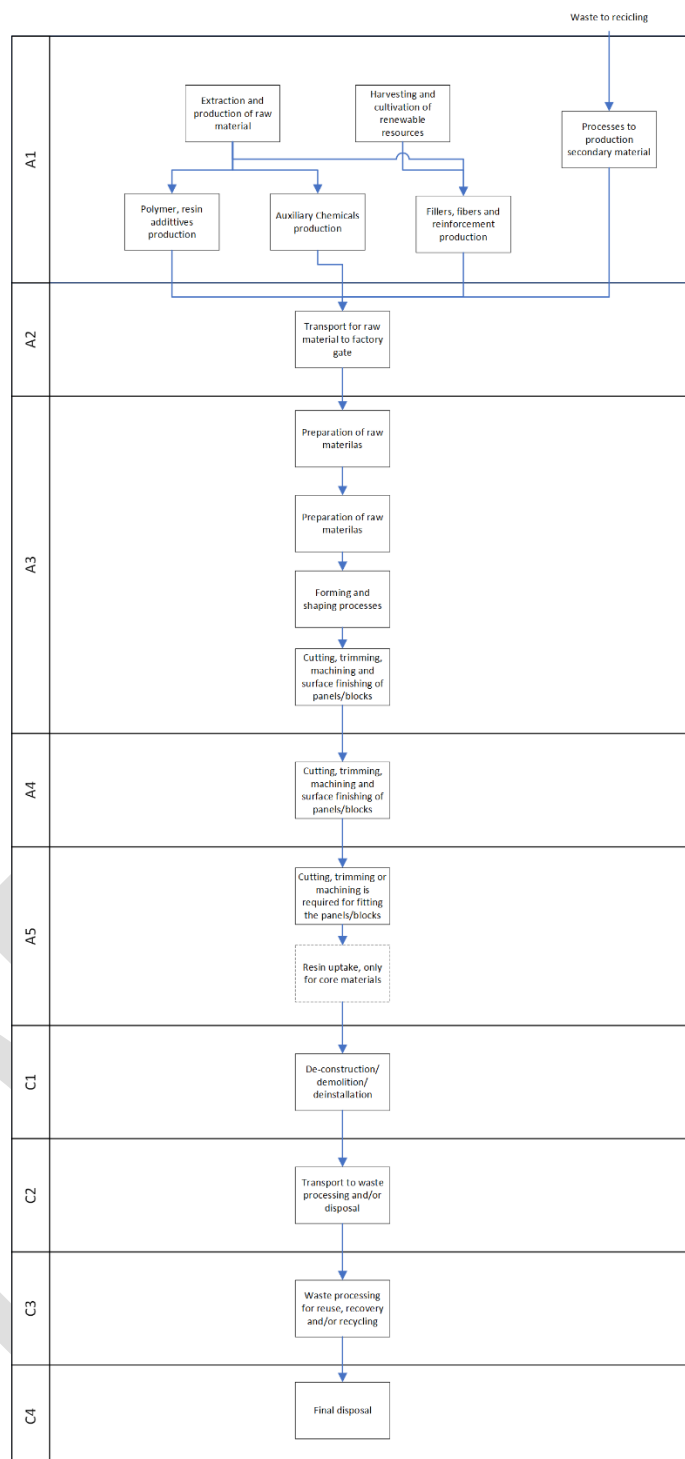 Waste to recicling
A1
Extraction and
production of raw
material
Harvesting and
cultivation of
renewable
resources
Processes to
production
secondary material
Polymer, resin
addittives
production
Auxiliary Chemicals
production
Fillers, fibers and
reinforcement
production
A2
Transport for raw
material to factory
gate
A3
Preparation of raw
materilas
Preparation of raw
materilas
Forming and
shaping processes
Cutting, trimming,
machining and
surface finishing of
panels/blocks
A4
Cutting, trimming,
machining and
surface finishing of
panels/blocks
A5
Cutting, trimming or
machining is
required for fitting
the panels/blocks
Resin uptake, only
for core materials
C1
De-construction/
demolition/
deinstallation
C2
Transport to waste
processing and/or
disposal
C3
Waste processing
for reuse, recovery
and/or recycling
C4
Final disposal